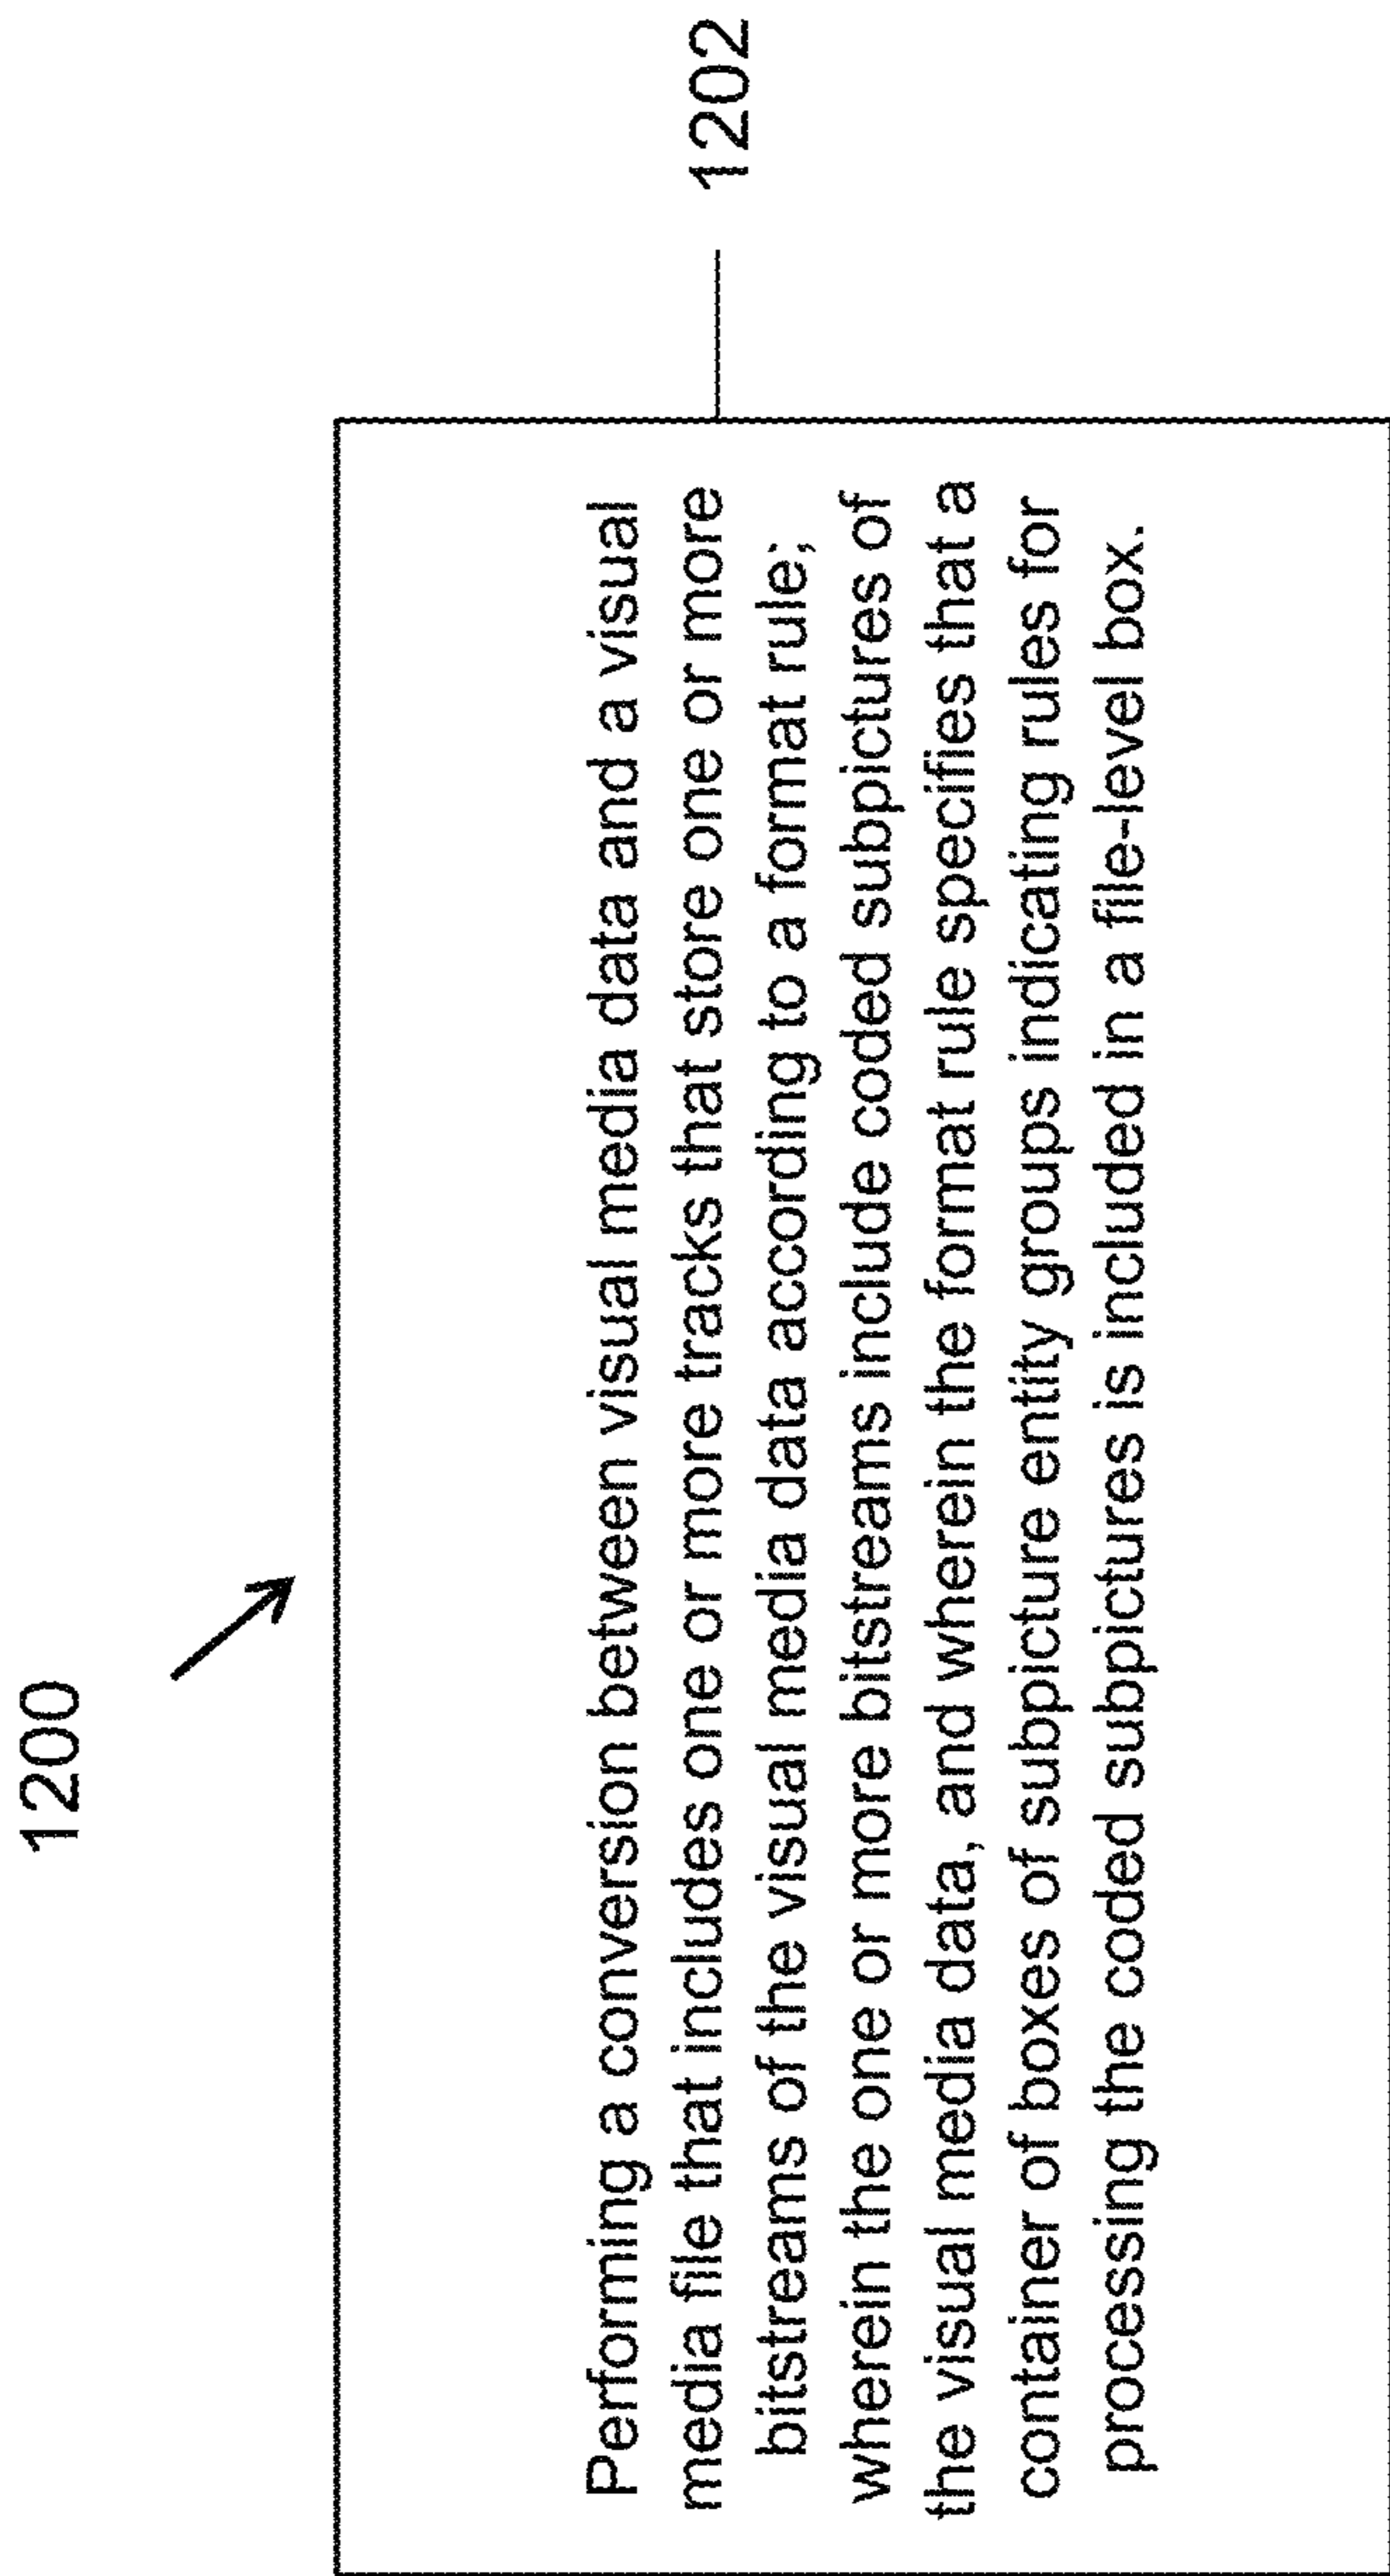 1200
Performing a conversion between visual media data and a visual
media file that includes one or more tracks that store one or more
bitstreams of the visual media data according to a format rule;
wherein the one or more bitstreams include coded subpictures of
the visual media data, and wherein the format rule specifies that a
container of boxes of subpicture entity groups indicating rules for
processing the coded subpictures is included in a file-level box.
1202